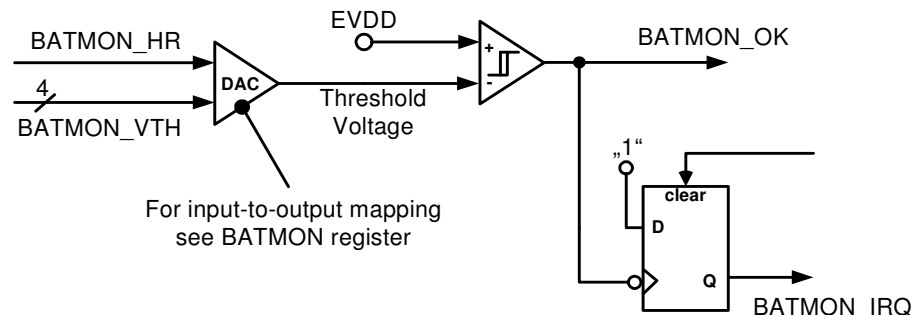 EVDD
BATMON_HR
BATMON_OK
4
DAC
+
-
BATMON_VTH
Threshold
Voltage
„1“
clear
For input-to-output mapping
see BATMON register
D
Q
BATMON_IRQ